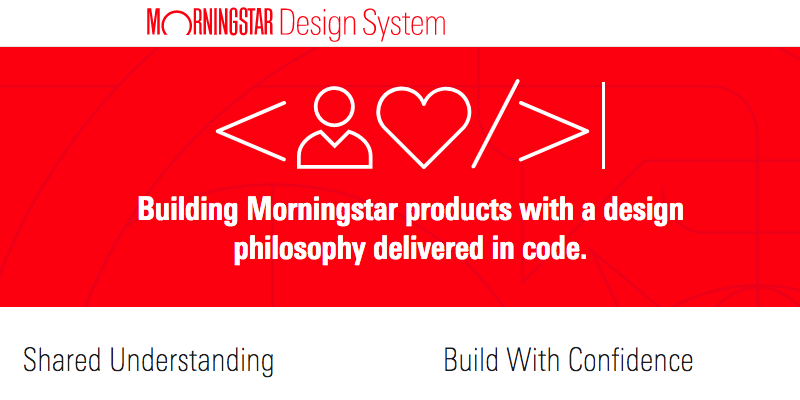 MORNINGSTAR Design System
Building Morningstar products with a design
philosophy delivered in code.
Shared Understanding
Build With Confidence